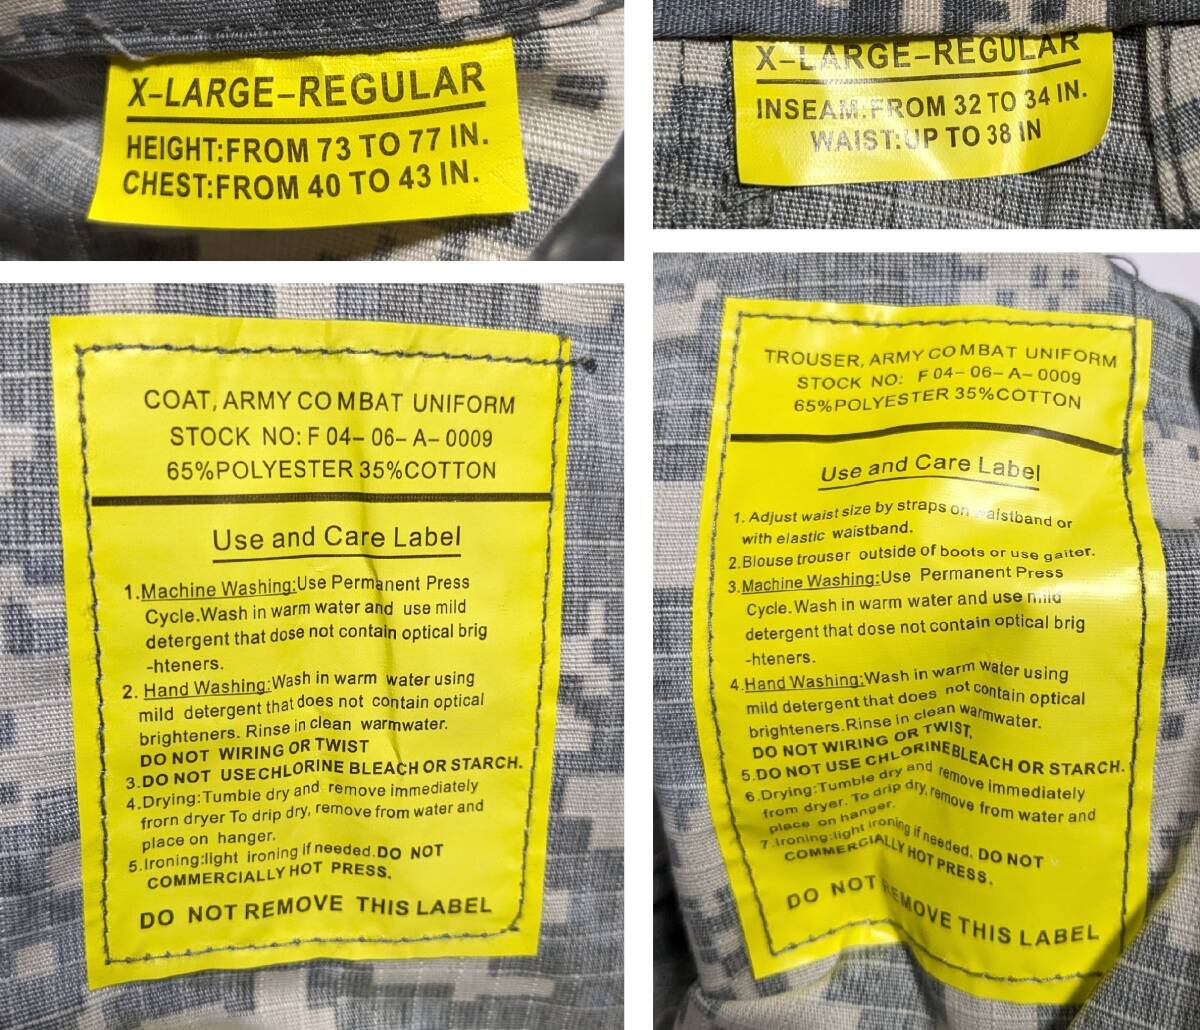 X-LARGE-REGULAR
HEIGHT:FROM 73 TO 77 IN.
CHEST:FROM 40 TO 43 IN.
X-LARGE-REGULAR
INSEAM:FROM 32 TO 34 IN.
WAIST:UP TO 38 IN
COAT, ARMY COMBAT UNIFORM
STOCK NO: F 04-06-A-0009
65%POLYESTER 35%COTTON
Use and Care Label
1.Machine Washing:Use Permanent Press
Cycle.Wash in warm water and use mild
detergent that dose not contain optical brig
-hteners.
2. Hand Washing:Wash in warm water using
mild detergent that does not contain optical
brighteners. Rinse in clean warmwater.
DO NOT WIRING OR TWIST
3.DO NOT USECHLORINE BLEACH OR STARCH.
4.Drying:Tumble dry and remove immediately
frorn dryer To drip dry, remove from water and
place on hanger.
5.Ironing:light ironing if needed.DO NOT
COMMERCIALLY HOT PRESS.
DO NOT REMOVE THIS LABEL
TROUSER, ARMY COMBAT UNIFORM
STOCK NO: F 04-06-A-0009
65%POLYESTER 35%COTTON
Use and Care Label
1. Adjust waist size by straps on waistband or
with elastic waistband.
2.Blouse trouser outside of boots or use gaiter.
3.Machine Washing:Use Permanent Press
Cycle.Wash in warm water and use mild
detergent that dose not contain optical brig
-hteners.
4.Hand Washing:Wash in warm water using
mild detergent that does not contain optical
brighteners.Rinse in clean warmwater.
DO NOT WIRING OR TWIST,
5.DO NOT USE CHLORINEBLEACH OR STARCH.
6.Drying:Tumble dry and remove immediately
from dryer. To drip dry, remove from water and
place on hanger.
7.Ironing:light ironing if needed. DO NOT
COMMERCIALLY HOT PRESS.
DO NOT REMOVE THIS LABEL